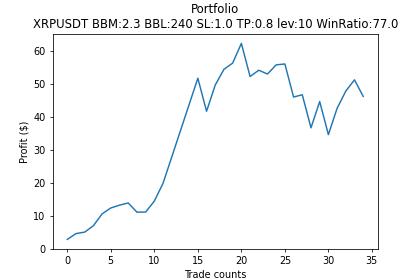 Portfolio
XRPUSDT BBM:2.3 BBL:240 SL:1.0 TP:0.8 lev:10 WinRatio:77.0
60
50
40
30
20
10
0
Profit ($)
0 5 10 15 20 25 30 35
Trade counts